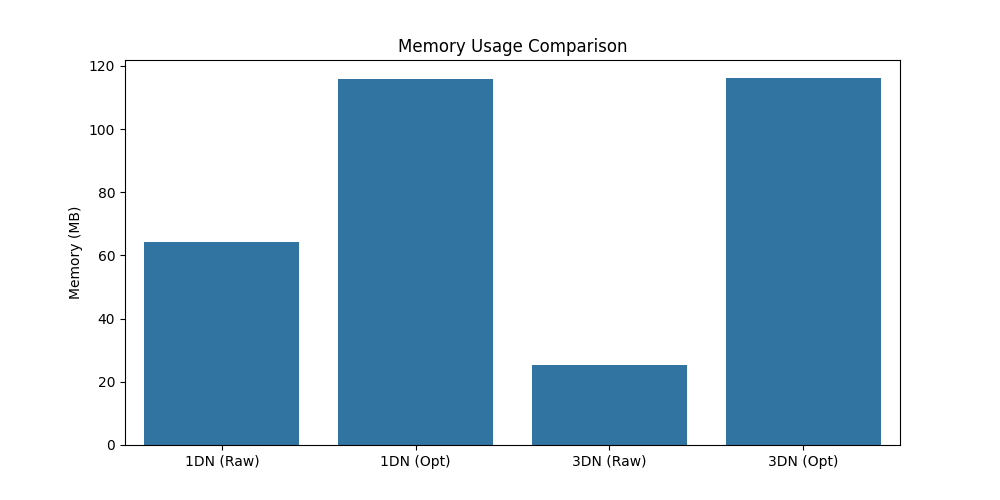 Memory Usage Comparison
120
100
80
60
40
20
0
Memory (MB)
1DN (Raw) 1DN (Opt) 3DN (Raw) 3DN (Opt)